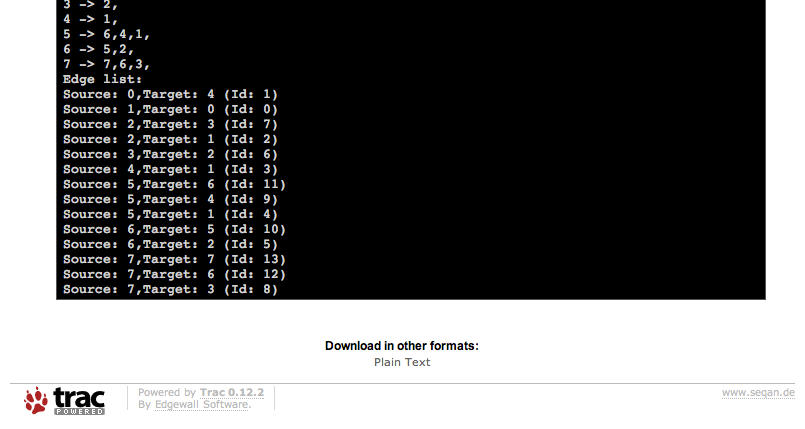 3 -> 2,
4 -> 1,
5 -> 6,4,1,
6 -> 5,2,
7 -> 7,6,3,
Edge list:
Source: 0,Target: 4 (Id: 1)
Source: 1,Target: 0 (Id: 0)
Source: 2,Target: 3 (Id: 7)
Source: 2,Target: 1 (Id: 2)
Source: 3,Target: 2 (Id: 6)
Source: 4,Target: 1 (Id: 3)
Source: 5,Target: 6 (Id: 11)
Source: 5,Target: 4 (Id: 9)
Source: 5,Target: 1 (Id: 4)
Source: 6,Target: 5 (Id: 10)
Source: 6,Target: 2 (Id: 5)
Source: 7,Target: 7 (Id: 13)
Source: 7,Target: 6 (Id: 12)
Source: 7,Target: 3 (Id: 8)
Download in other formats:
Plain Text
trac
POWERED
Powered by Trac 0.12.2
By Edgewall Software.
www.seqan.de